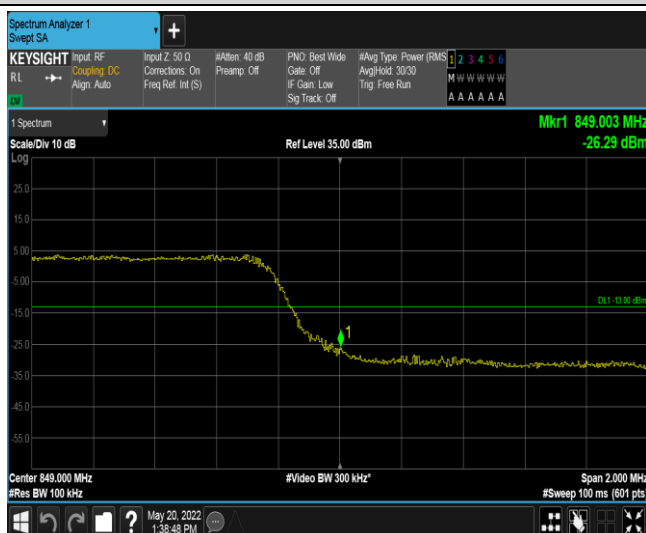 Spectrum Analyzer 1
Swept SA
+
KEYSIGHT Input: RF Input Z: 50 Ω #Atten: 40 dB PNO: Best Wide #Avg Type: Power (RMS 1 2 3 4 5 6
RL Coupling: DC Corrections: On Preamp: Off Gate: Off Avg|Hold: 30/30 M W W W W W
Align: Auto Freq Ref: Int (S) IF Gain: Low Trig: Free Run
Sig Track: Off A A A A A A
1 Spectrum Mkr1 849.003 MHz
Scale/Div 10 dB Ref Level 35.00 dBm -26.29 dBm
Log
25.0
15.0
5.00
-5.00
DL1 -13.00 dBm
-15.0
1
-25.0
-35.0
-45.0
-55.0
Center 849.000 MHz #Video BW 300 kHz* Span 2.000 MHz
#Res BW 100 kHz #Sweep 100 ms (601 pts)
? May 20, 2022
1:38:48 PM